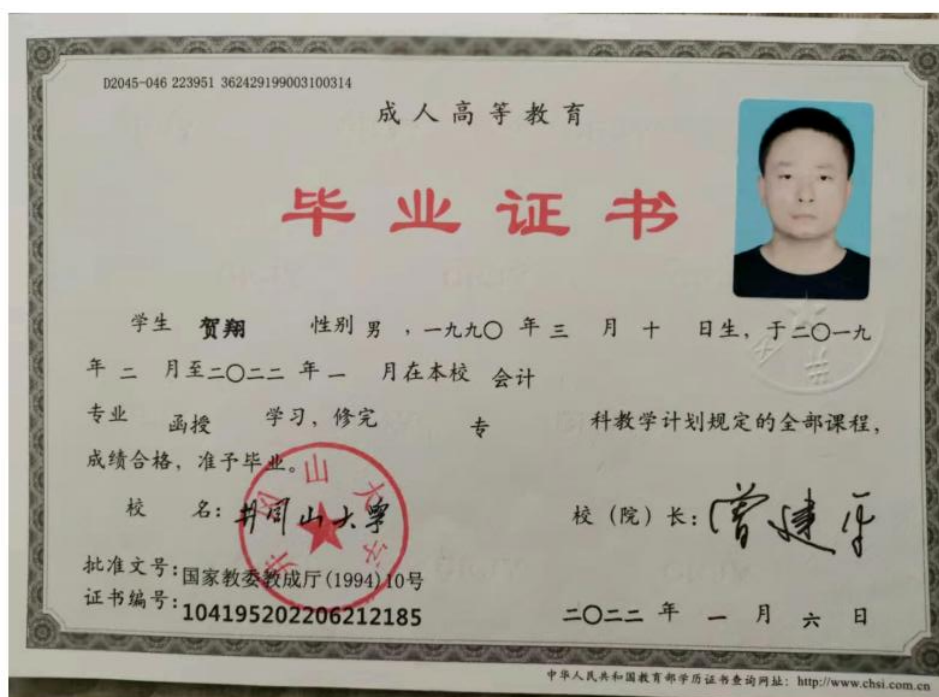 D2045-046 223951 362429199003100314
成人高等教育
毕业证书
学生 贺翔 性别 男 ，一九九〇 年 三 月 十 日生，于二〇一九
年 二 月至二〇二二 年 一 月在本校 会计
专业 函授 学习，修完 专 科教学计划规定的全部课程，
成绩合格，准予毕业。
校 名：井冈山大学 校（院）长：曾建平
批准文号：国家教委教成厅(1994)10号
证书编号：104195202206212185
二〇二二 年 一 月 六 日
中华人民共和国教育部学历证书查询网址：http://www.chsi.com.cn